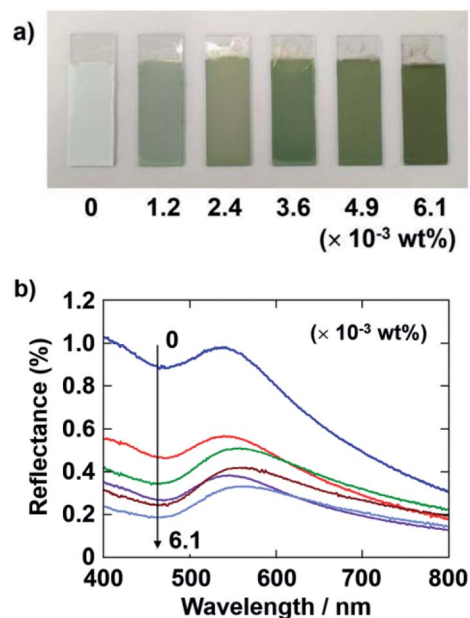 a)
0 1.2 2.4 3.6 4.9 6.1
(× 10⁻³ wt%)
b)
1.2
1.0
0.8
0.6
0.4
0.2
0
Reflectance (%)
0
(× 10⁻³ wt%)
6.1
400 500 600 700 800
Wavelength / nm